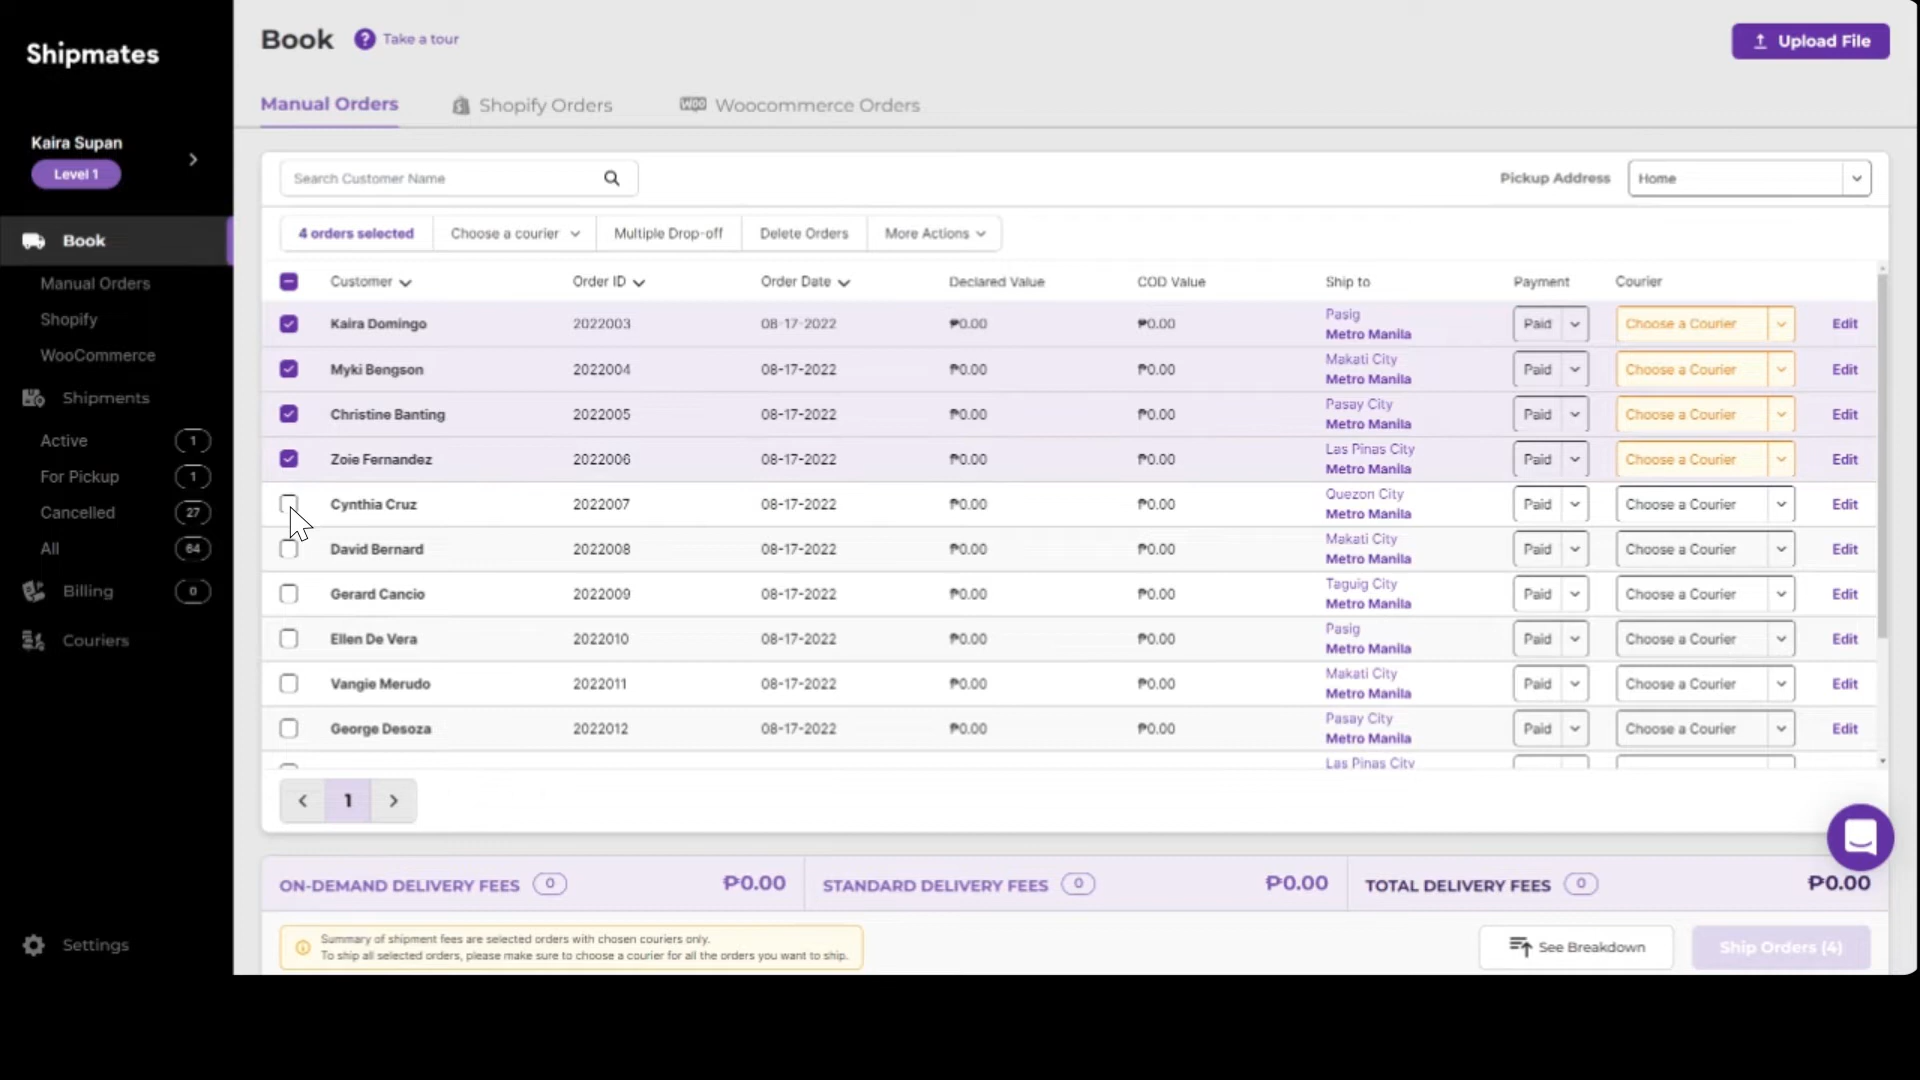 Shipmates
Kaira Supan
Level 1
Book
Manual Orders
Shopify
WooCommerce
Shipments
Active 1
For Pickup 1
Cancelled 27
All 64
Billing 0
Couriers
Settings
Book ? Take a tour
Upload File
Manual Orders Shopify Orders WOO Woocommerce Orders
Search Customer Name
Pickup Address Home
4 orders selected Choose a courier Multiple Drop-off Delete Orders More Actions
Customer Order ID Order Date Declared Value COD Value Ship to Payment Courier
Kaira Domingo 2022003 08-17-2022 ₱0.00 ₱0.00 Pasig Metro Manila Paid Choose a Courier Edit
Myki Bengson 2022004 08-17-2022 ₱0.00 ₱0.00 Makati City Metro Manila Paid Choose a Courier Edit
Christine Banting 2022005 08-17-2022 ₱0.00 ₱0.00 Pasay City Metro Manila Paid Choose a Courier Edit
Zoie Fernandez 2022006 08-17-2022 ₱0.00 ₱0.00 Las Pinas City Metro Manila Paid Choose a Courier Edit
Cynthia Cruz 2022007 08-17-2022 ₱0.00 ₱0.00 Quezon City Metro Manila Paid Choose a Courier Edit
David Bernard 2022008 08-17-2022 ₱0.00 ₱0.00 Makati City Metro Manila Paid Choose a Courier Edit
Gerard Cancio 2022009 08-17-2022 ₱0.00 ₱0.00 Taguig City Metro Manila Paid Choose a Courier Edit
Ellen De Vera 2022010 08-17-2022 ₱0.00 ₱0.00 Pasig Metro Manila Paid Choose a Courier Edit
Vangie Merudo 2022011 08-17-2022 ₱0.00 ₱0.00 Makati City Metro Manila Paid Choose a Courier Edit
George Desoza 2022012 08-17-2022 ₱0.00 ₱0.00 Pasay City Metro Manila Paid Choose a Courier Edit
Las Pinas City
1
ON-DEMAND DELIVERY FEES 0 ₱0.00 STANDARD DELIVERY FEES 0 ₱0.00 TOTAL DELIVERY FEES 0 ₱0.00
Summary of shipment fees are selected orders with chosen couriers only.
To ship all selected orders, please make sure to choose a courier for all the orders you want to ship.
See Breakdown Ship Orders (4)